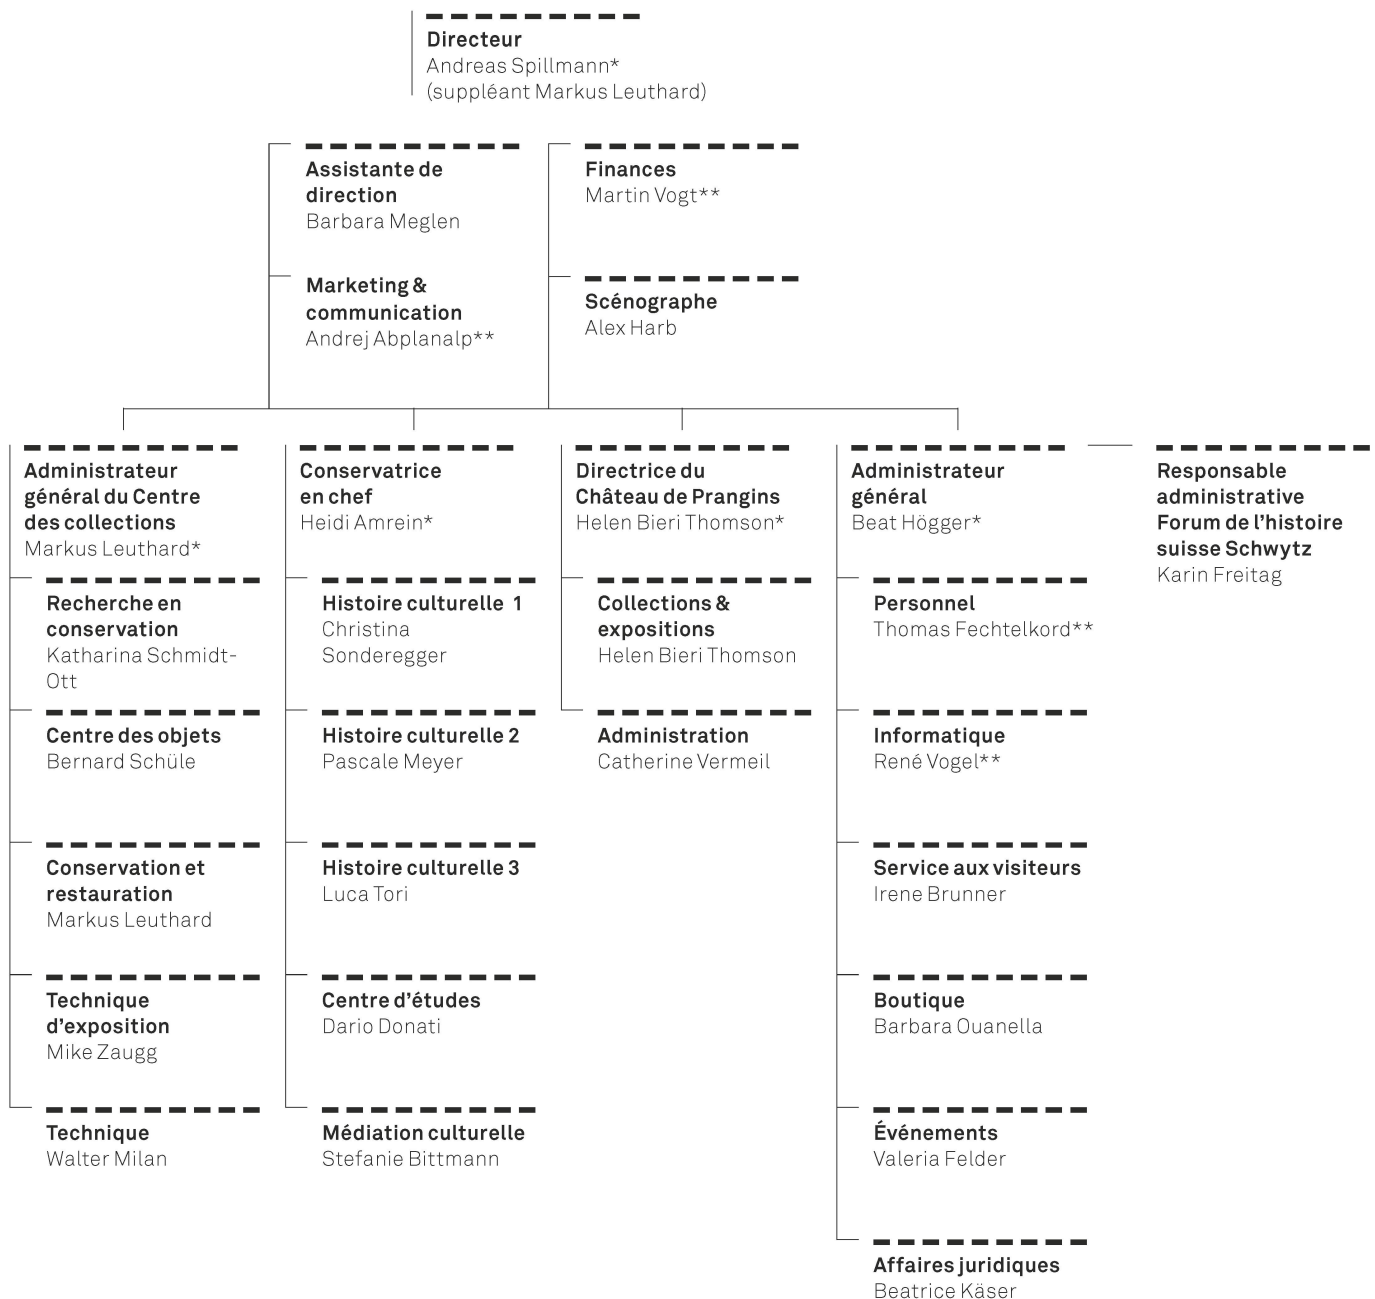 Directeur
Andreas Spillmann*
(suppléant Markus Leuthard)
Assistante de
direction
Barbara Meglen
Finances
Martin Vogt**
Marketing &
communication
Andrej Abplanalp**
Scénographe
Alex Harb
Administrateur
général du Centre
des collections
Markus Leuthard*
Recherche en
conservation
Katharina Schmidt-
Ott
Centre des objets
Bernard Schüle
Conservation et
restauration
Markus Leuthard
Technique
d’exposition
Mike Zaugg
Technique
Walter Milan
Conservatrice
en chef
Heidi Amrein*
Histoire culturelle 1
Christina
Sonderegger
Histoire culturelle 2
Pascale Meyer
Histoire culturelle 3
Luca Tori
Centre d’études
Dario Donati
Médiation culturelle
Stefanie Bittmann
Directrice du
Château de Prangins
Helen Bieri Thomson*
Collections &
expositions
Helen Bieri Thomson
Administration
Catherine Vermeil
Administrateur
général
Beat Högger*
Personnel
Thomas Fechtelkord**
Informatique
René Vogel**
Service aux visiteurs
Irene Brunner
Boutique
Barbara Ouanella
Événements
Valeria Felder
Affaires juridiques
Beatrice Käser
Responsable
administrative
Forum de l’histoire
suisse Schwytz
Karin Freitag